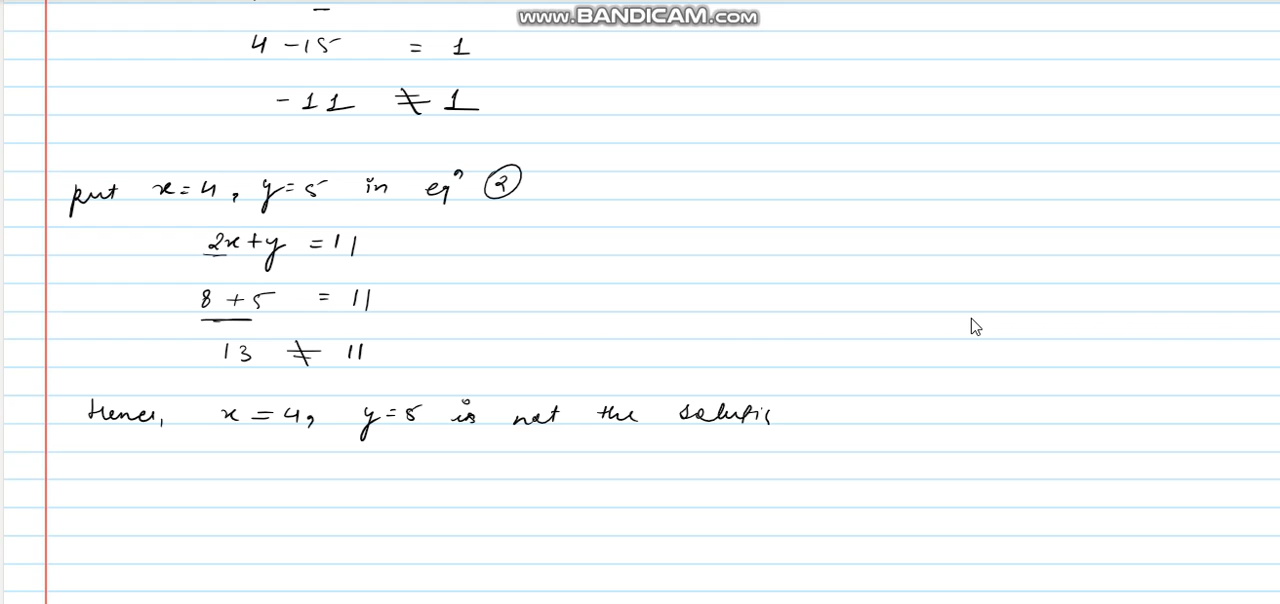 www.BANDICAM.com
4 - 15 = 1
- 11 ≠ 1
put x = 4, y = 5 in eqⁿ ②
2x + y = 11
8 + 5 = 11
13 ≠ 11
Hence, x = 4, y = 5 is not the